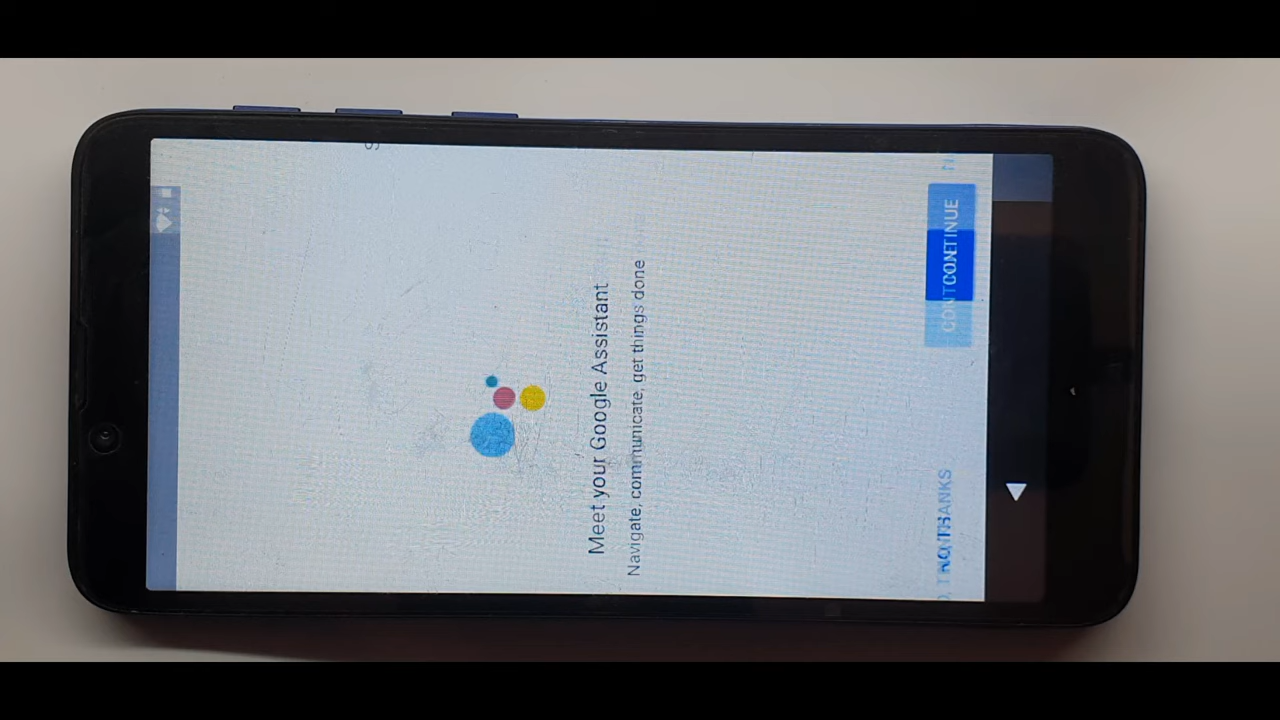 Meet your Google Assistant
Navigate, communicate, get things done
NO, THANKS
CONTINUE